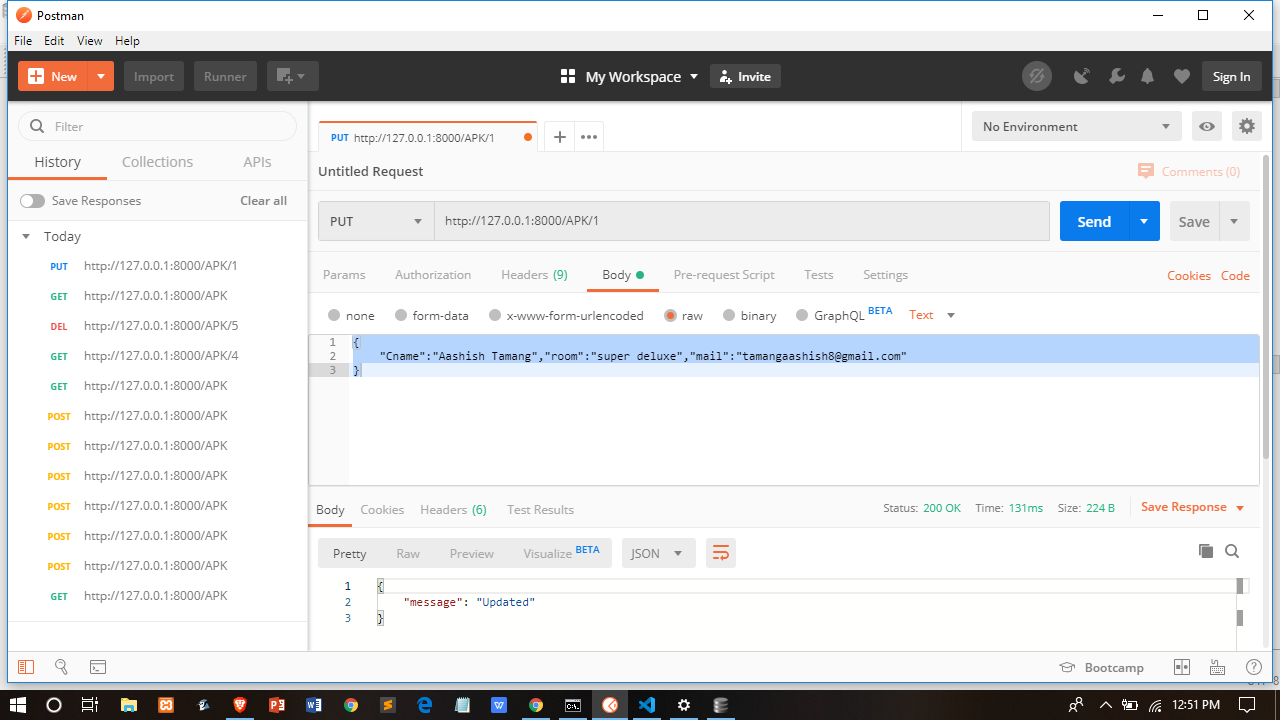 Postman
File Edit View Help
New Import Runner My Workspace Invite Sign In
Filter
History Collections APIs
Save Responses Clear all
Today
PUT http://127.0.0.1:8000/APK/1
GET http://127.0.0.1:8000/APK
DEL http://127.0.0.1:8000/APK/5
GET http://127.0.0.1:8000/APK/4
GET http://127.0.0.1:8000/APK
POST http://127.0.0.1:8000/APK
POST http://127.0.0.1:8000/APK
POST http://127.0.0.1:8000/APK
POST http://127.0.0.1:8000/APK
POST http://127.0.0.1:8000/APK
POST http://127.0.0.1:8000/APK
GET http://127.0.0.1:8000/APK
PUT http://127.0.0.1:8000/APK/1
No Environment
Untitled Request Comments (0)
PUT http://127.0.0.1:8000/APK/1 Send Save
Params Authorization Headers (9) Body Pre-request Script Tests Settings Cookies Code
none form-data x-www-form-urlencoded raw binary GraphQL BETA Text
1 {
2 "Cname":"Aashish Tamang","room":"super deluxe","mail":"tamangaashish8@gmail.com"
3 }
Body Cookies Headers (6) Test Results Status: 200 OK Time: 131ms Size: 224 B Save Response
Pretty Raw Preview Visualize BETA JSON
1 {
2 "message": "Updated"
3 }
Bootcamp
12:51 PM